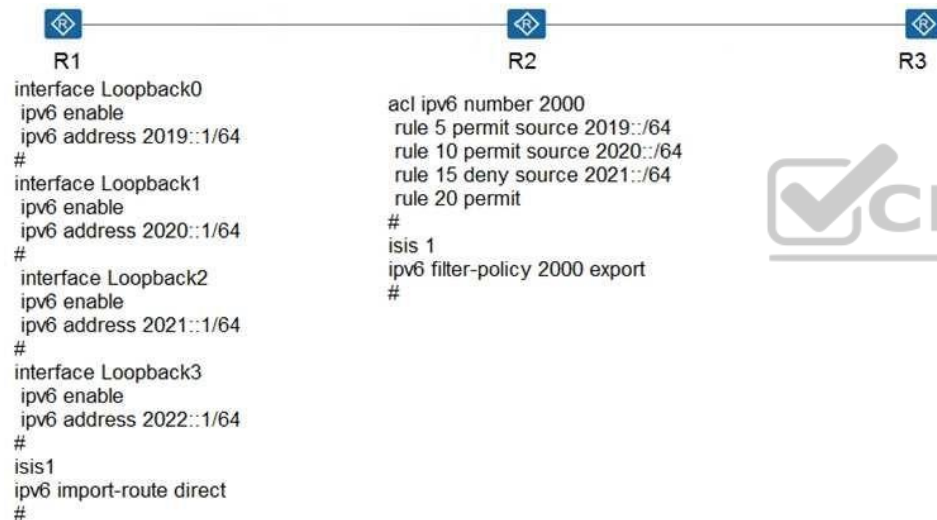 R1
R2
R3
interface Loopback0
ipv6 enable
ipv6 address 2019::1/64
#
interface Loopback1
ipv6 enable
ipv6 address 2020::1/64
#
interface Loopback2
ipv6 enable
ipv6 address 2021::1/64
#
interface Loopback3
ipv6 enable
ipv6 address 2022::1/64
#
isis1
ipv6 import-route direct
#
acl ipv6 number 2000
rule 5 permit source 2019::/64
rule 10 permit source 2020::/64
rule 15 deny source 2021::/64
rule 20 permit
#
isis 1
ipv6 filter-policy 2000 export
#